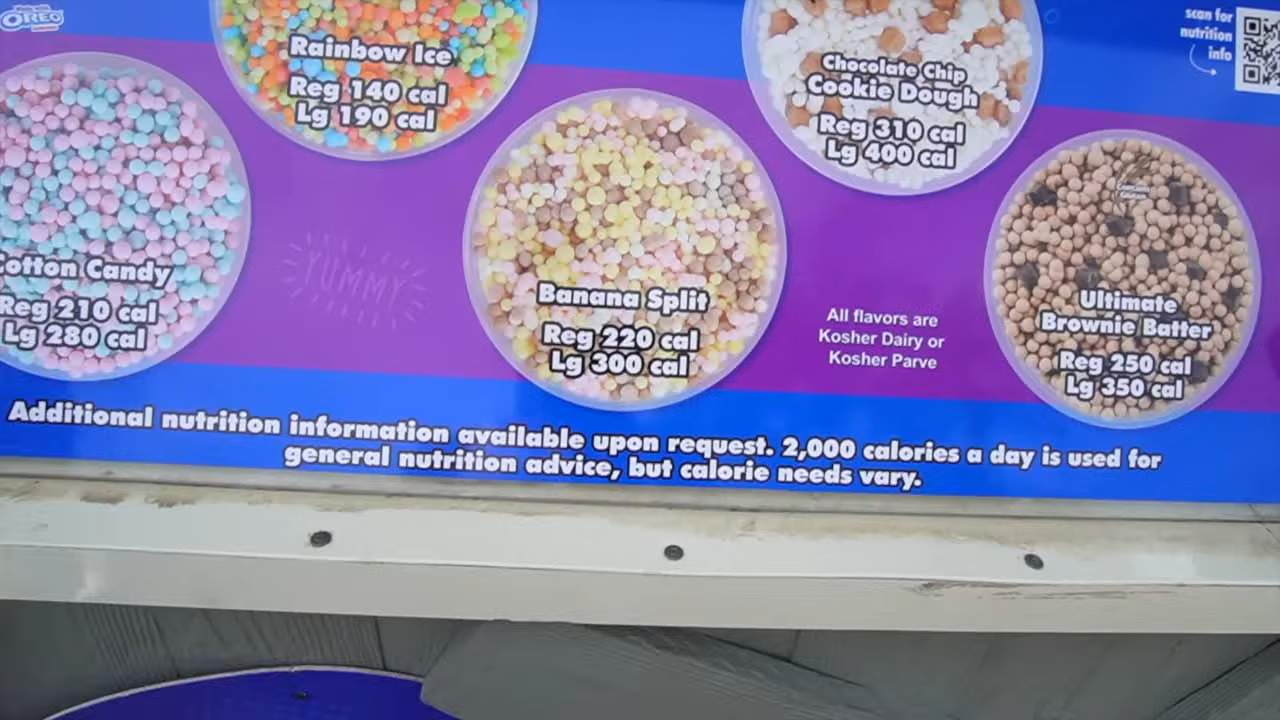 Made with
OREO
Rainbow Ice
Reg 140 cal
Lg 190 cal
Chocolate Chip
Cookie Dough
Reg 310 cal
Lg 400 cal
scan for
nutrition
info
Cotton Candy
Reg 210 cal
Lg 280 cal
YUMMY
Banana Split
Reg 220 cal
Lg 300 cal
All flavors are
Kosher Dairy or
Kosher Parve
Ultimate
Brownie Batter
Reg 250 cal
Lg 350 cal
Additional nutrition information available upon request. 2,000 calories a day is used for
general nutrition advice, but calorie needs vary.